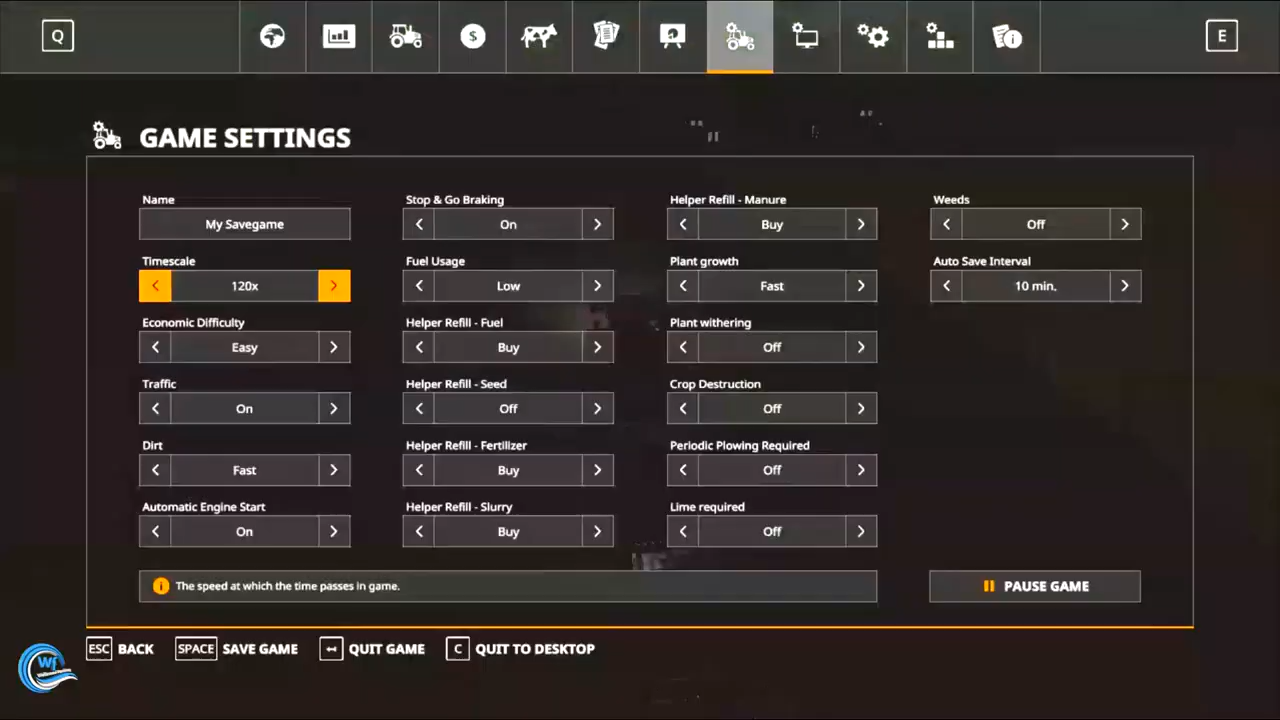 Q
E
GAME SETTINGS
Name
My Savegame
Timescale
120x
Economic Difficulty
Easy
Traffic
On
Dirt
Fast
Automatic Engine Start
On
Stop & Go Braking
On
Fuel Usage
Low
Helper Refill - Fuel
Buy
Helper Refill - Seed
Off
Helper Refill - Fertilizer
Buy
Helper Refill - Slurry
Buy
Helper Refill - Manure
Buy
Plant growth
Fast
Plant withering
Off
Crop Destruction
Off
Periodic Plowing Required
Off
Lime required
Off
Weeds
Off
Auto Save Interval
10 min.
The speed at which the time passes in game.
PAUSE GAME
ESC BACK SPACE SAVE GAME QUIT GAME C QUIT TO DESKTOP
Wf